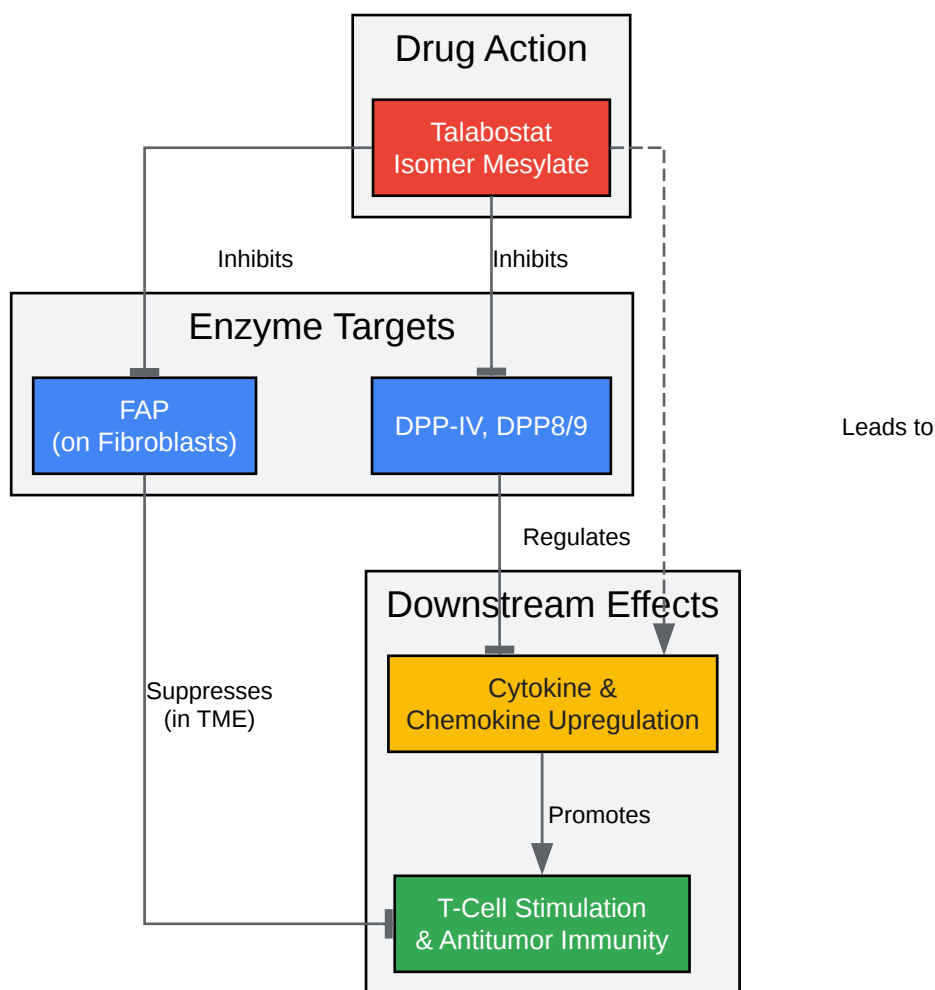 Drug Action
Talabostat
Isomer Mesylate
Inhibits
Inhibits
Enzyme Targets
FAP
(on Fibroblasts)
DPP-IV, DPP8/9
Leads to
Regulates
Downstream Effects
Cytokine &
Chemokine Upregulation
Suppresses
(in TME)
Promotes
T-Cell Stimulation
& Antitumor Immunity